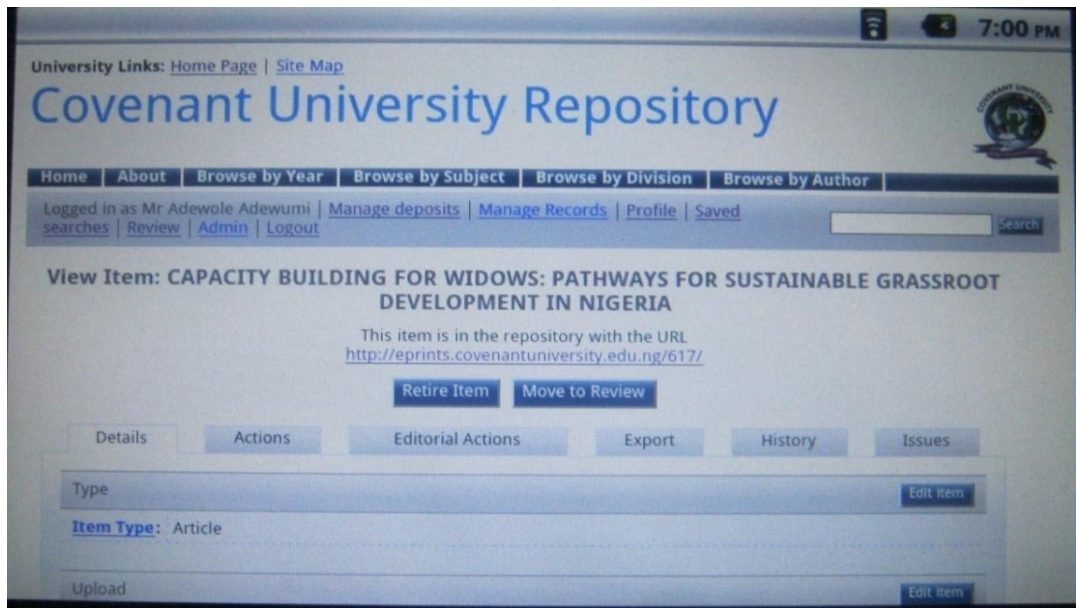 7:00 PM
University Links: Home Page | Site Map
Covenant University Repository
COVENANT UNIVERSITY
Home | About | Browse by Year | Browse by Subject | Browse by Division | Browse by Author
Logged in as Mr Adewole Adewumi | Manage deposits | Manage Records | Profile | Saved
searches | Review | Admin | Logout
Search
View Item: CAPACITY BUILDING FOR WIDOWS: PATHWAYS FOR SUSTAINABLE GRASSROOT
DEVELOPMENT IN NIGERIA
This item is in the repository with the URL
http://eprints.covenantuniversity.edu.ng/617/
Retire Item Move to Review
Details Actions Editorial Actions Export History Issues
Type Edit item
Item Type: Article
Upload Edit item